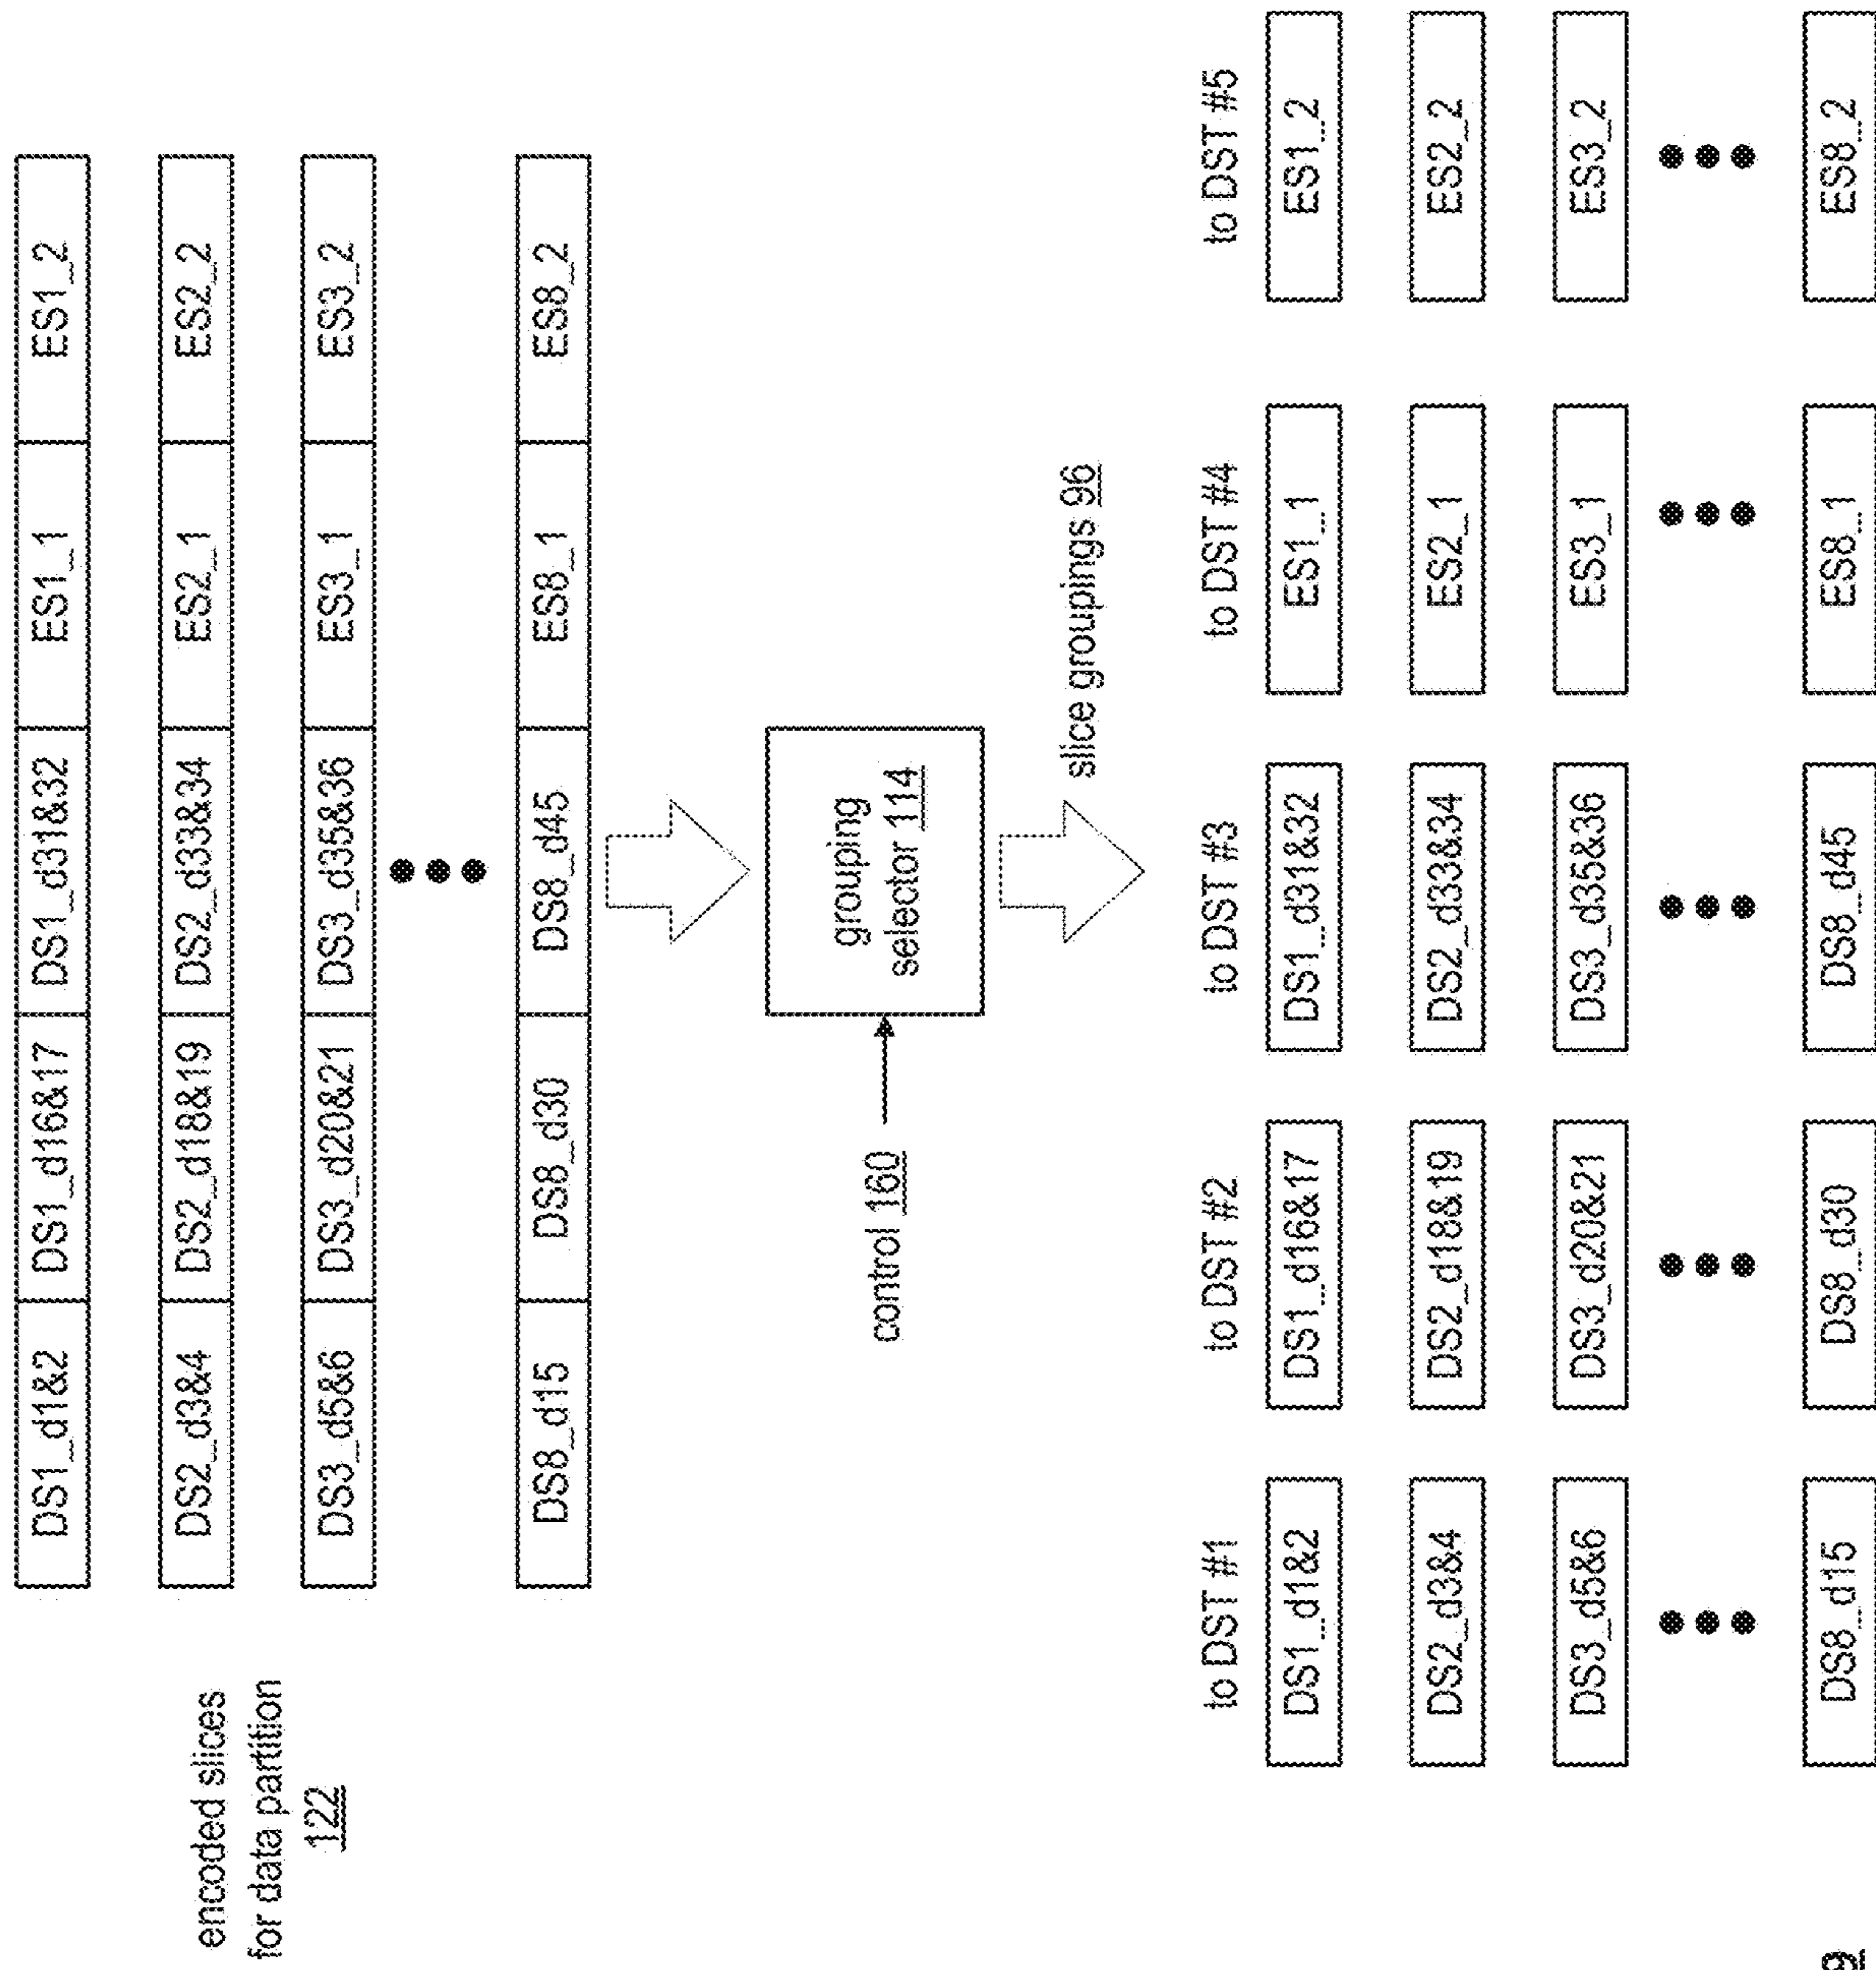 DS1_d1&2 DS1_d16&17 DS1_d31&32 ES1_1 ES1_2
DS2_d3&4 DS2_d18&19 DS2_d33&34 ES2_1 ES2_2
DS3_d5&6 DS3_d20&21 DS3_d35&36 ES3_1 ES3_2
DS8_d15 DS8_d30 DS8_d45 ES8_1 ES8_2
encoded slices
for data partition
122
control 160
grouping
selector 114
slice groupings 96
to DST #1 to DST #2 to DST #3 to DST #4 to DST #5
DS1_d1&2 DS1_d16&17 DS1_d31&32 ES1_1 ES1_2
DS2_d3&4 DS2_d18&19 DS2_d33&34 ES2_1 ES2_2
DS3_d5&6 DS3_d20&21 DS3_d35&36 ES3_1 ES3_2
DS8_d15 DS8_d30 DS8_d45 ES8_1 ES8_2